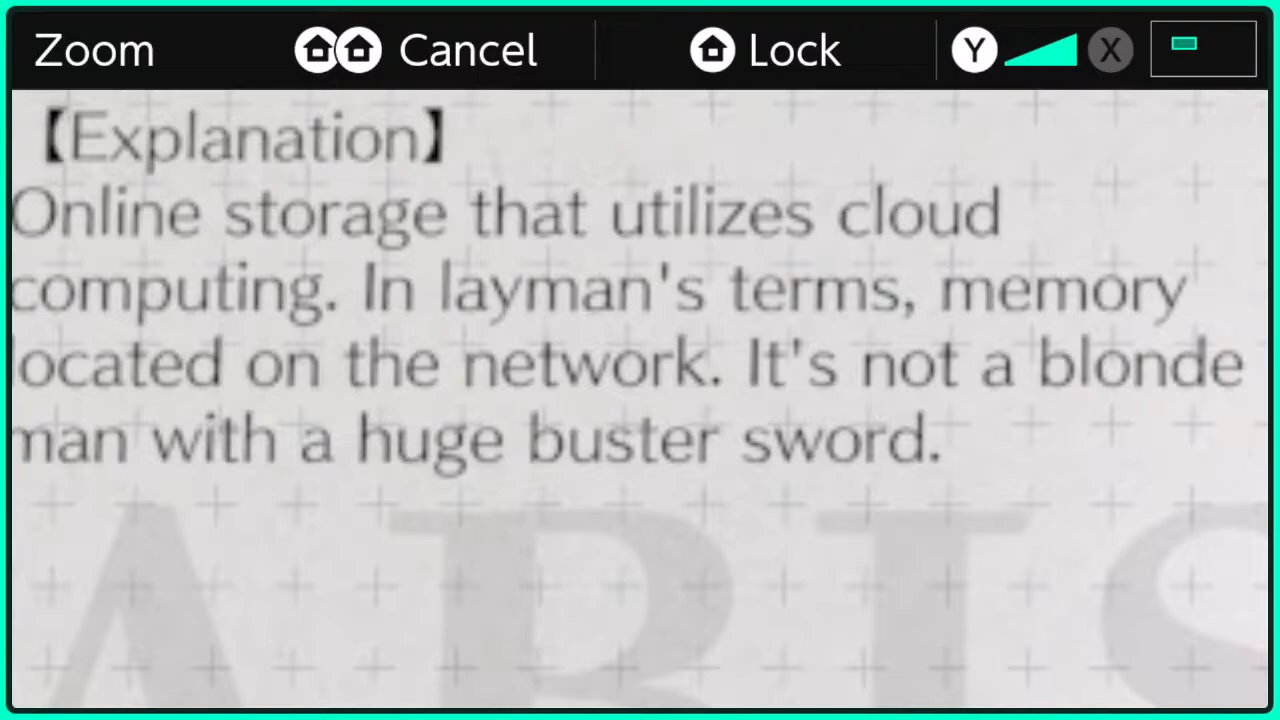 Zoom Cancel Lock Y X
【Explanation】
Online storage that utilizes cloud
computing. In layman's terms, memory
located on the network. It's not a blonde
man with a huge buster sword.
ARIS